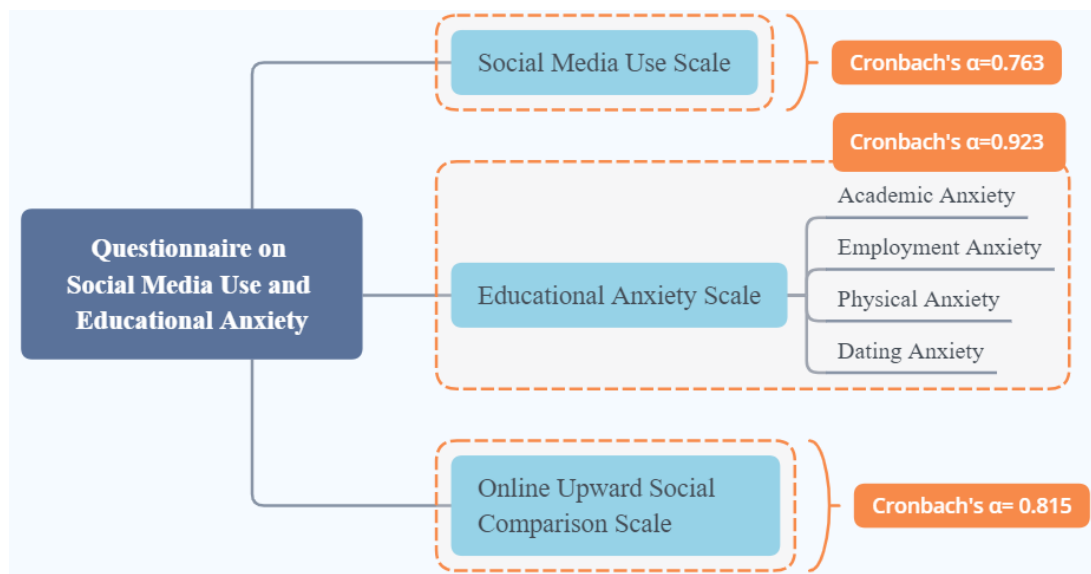 Questionnaire on
Social Media Use and
Educational Anxiety
Social Media Use Scale
Cronbach's α=0.763
Cronbach's α=0.923
Educational Anxiety Scale
Academic Anxiety
Employment Anxiety
Physical Anxiety
Dating Anxiety
Online Upward Social
Comparison Scale
Cronbach's α= 0.815